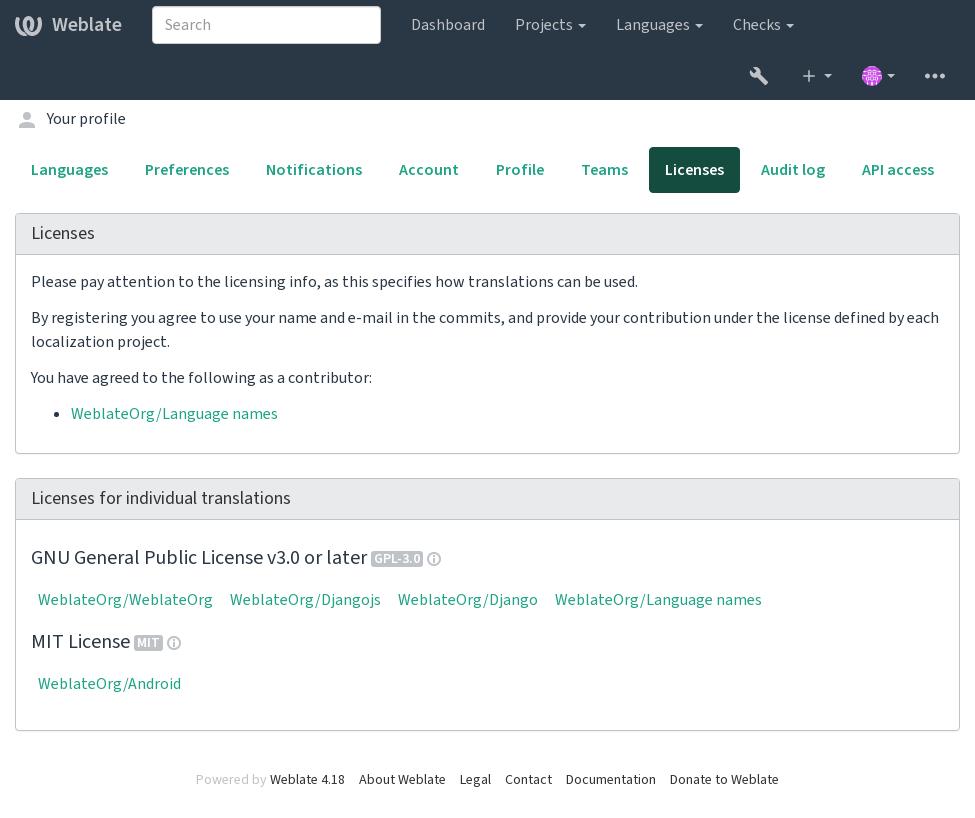 Weblate
Search
Dashboard
Projects
Languages
Checks
Your profile
Languages
Preferences
Notifications
Account
Profile
Teams
Licenses
Audit log
API access
Licenses
Please pay attention to the licensing info, as this specifies how translations can be used.
By registering you agree to use your name and e-mail in the commits, and provide your contribution under the license defined by each
localization project.
You have agreed to the following as a contributor:
WeblateOrg/Language names
Licenses for individual translations
GNU General Public License v3.0 or later GPL-3.0
WeblateOrg/WeblateOrg WeblateOrg/Djangojs WeblateOrg/Django WeblateOrg/Language names
MIT License MIT
WeblateOrg/Android
Powered by Weblate 4.18 About Weblate Legal Contact Documentation Donate to Weblate